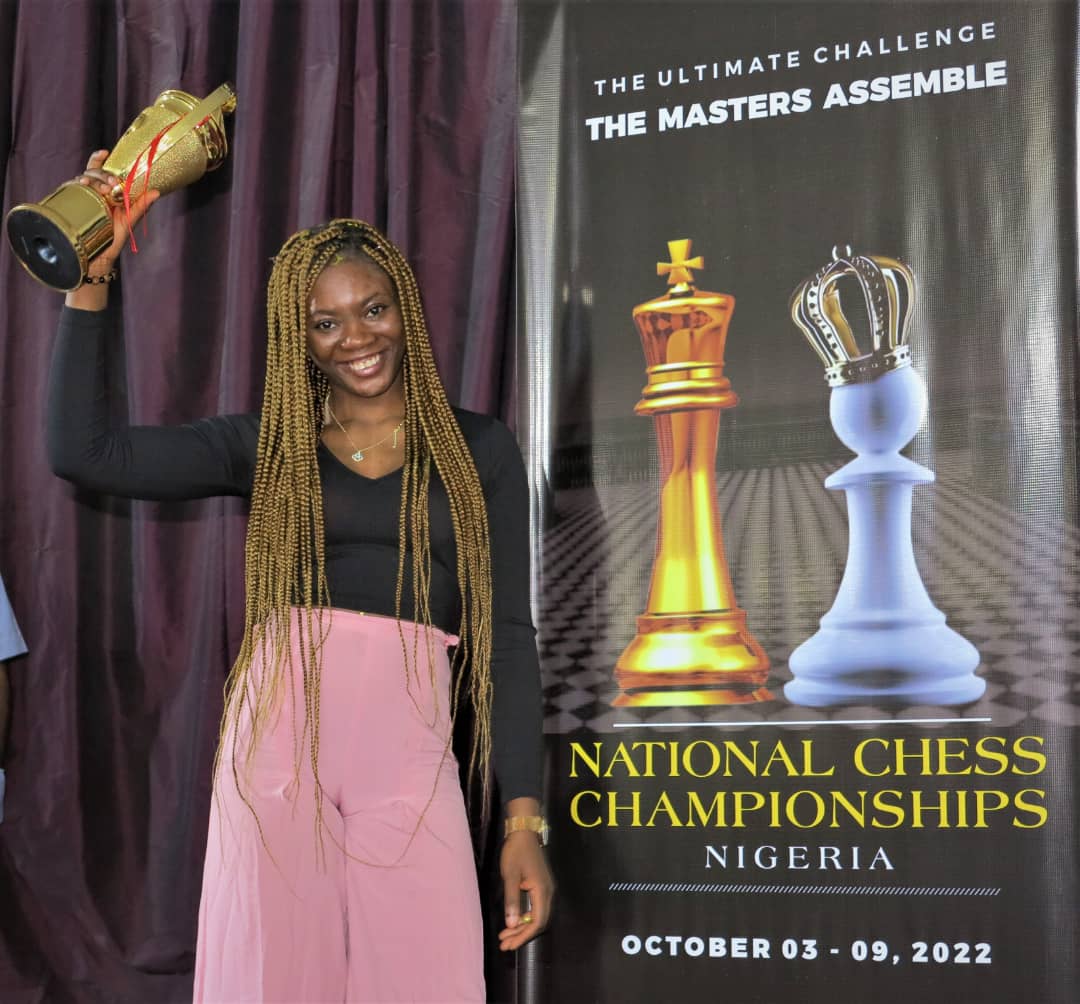 THE ULTIMATE CHALLENGE
THE MASTERS ASSEMBLE
NATIONAL CHESS
CHAMPIONSHIPS
NIGERIA
OCTOBER 03 - 09, 2022